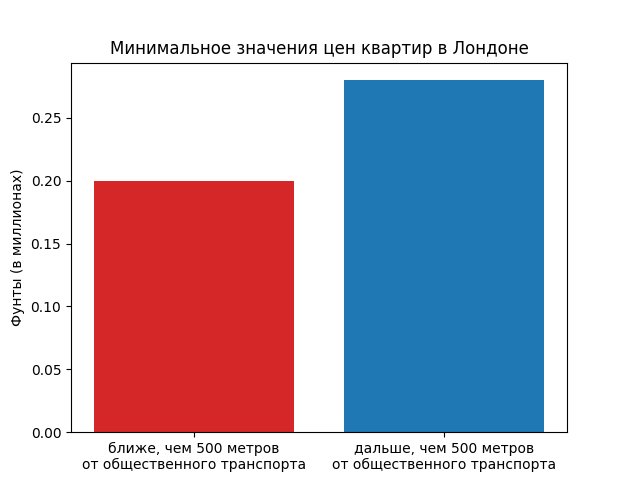 Минимальное значения цен квартир в Лондоне
Фунты (в миллионах)
0.25
0.20
0.15
0.10
0.05
0.00
ближе, чем 500 метров
от общественного транспорта
дальше, чем 500 метров
от общественного транспорта